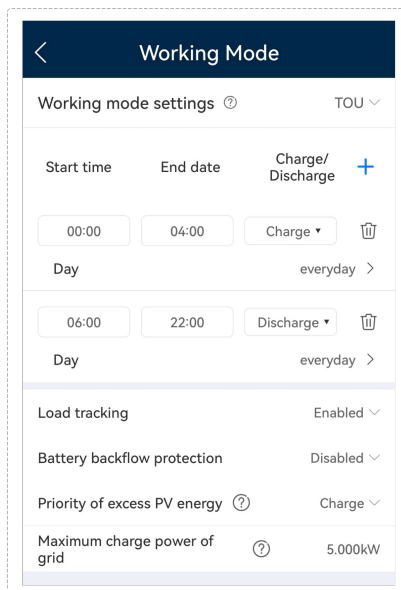 Working Mode
Working mode settings ? TOU
Start time End date Charge/
Discharge +
00:00 04:00 Charge
Day everyday
06:00 22:00 Discharge
Day everyday
Load tracking Enabled
Battery backflow protection Disabled
Priority of excess PV energy ? Charge
Maximum charge power of
grid ? 5.000kW